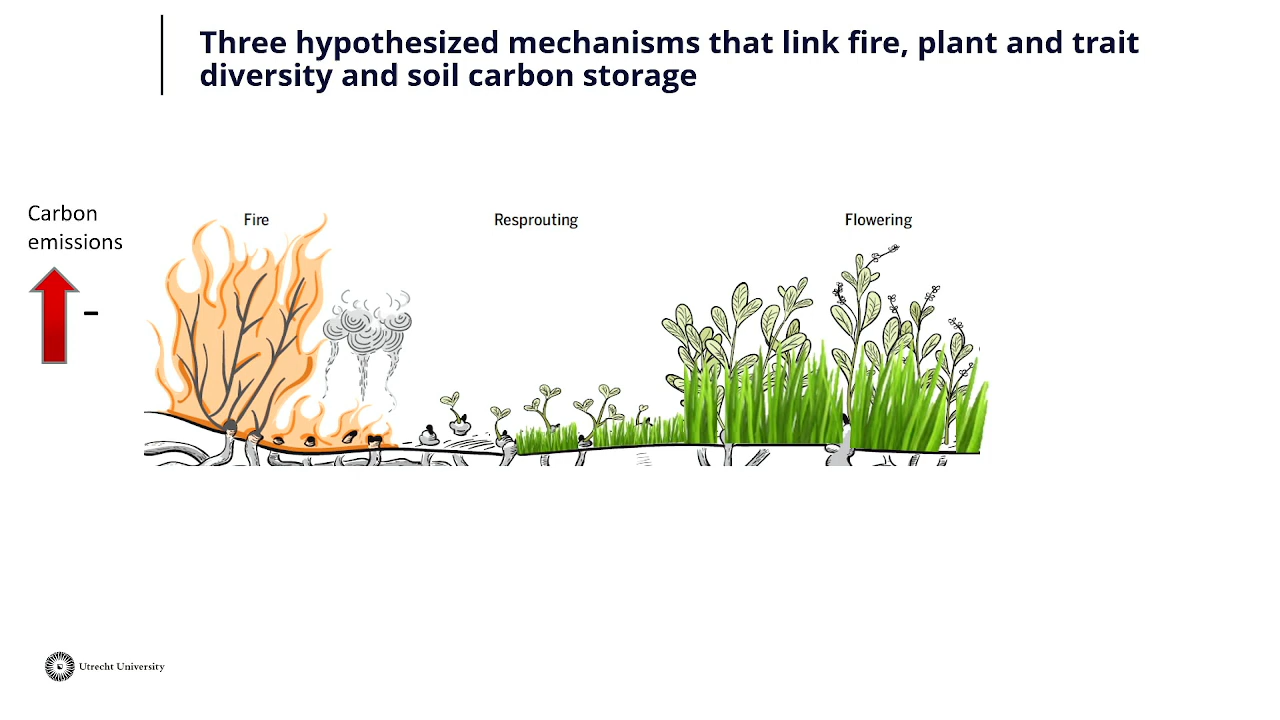 Three hypothesized mechanisms that link fire, plant and trait
diversity and soil carbon storage
Carbon
emissions
-
Fire
Resprouting
Flowering
Utrecht University